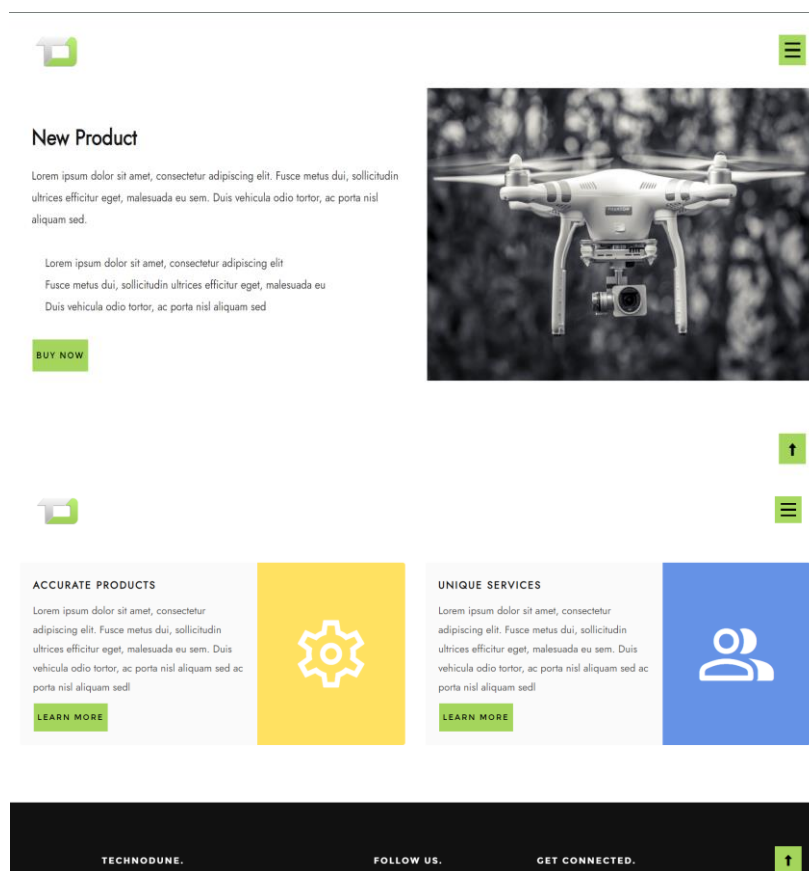 New Product
Lorem ipsum dolor sit amet, consectetur adipiscing elit. Fusce metus dui, sollicitudin
ultrices efficitur eget, malesuada eu sem. Duis vehicula odio tortor, ac porta nisl
aliquam sed.
Lorem ipsum dolor sit amet, consectetur adipiscing elit
Fusce metus dui, sollicitudin ultrices efficitur eget, malesuada eu
Duis vehicula odio tortor, ac porta nisl aliquam sed
BUY NOW
ACCURATE PRODUCTS
Lorem ipsum dolor sit amet, consectetur
adipiscing elit. Fusce metus dui, sollicitudin
ultrices efficitur eget, malesuada eu sem. Duis
vehicula odio tortor, ac porta nisl aliquam sed ac
porta nisl aliquam sedl
LEARN MORE
UNIQUE SERVICES
Lorem ipsum dolor sit amet, consectetur
adipiscing elit. Fusce metus dui, sollicitudin
ultrices efficitur eget, malesuada eu sem. Duis
vehicula odio tortor, ac porta nisl aliquam sed ac
porta nisl aliquam sedl
LEARN MORE
TECHNODUNE.
FOLLOW US.
GET CONNECTED.